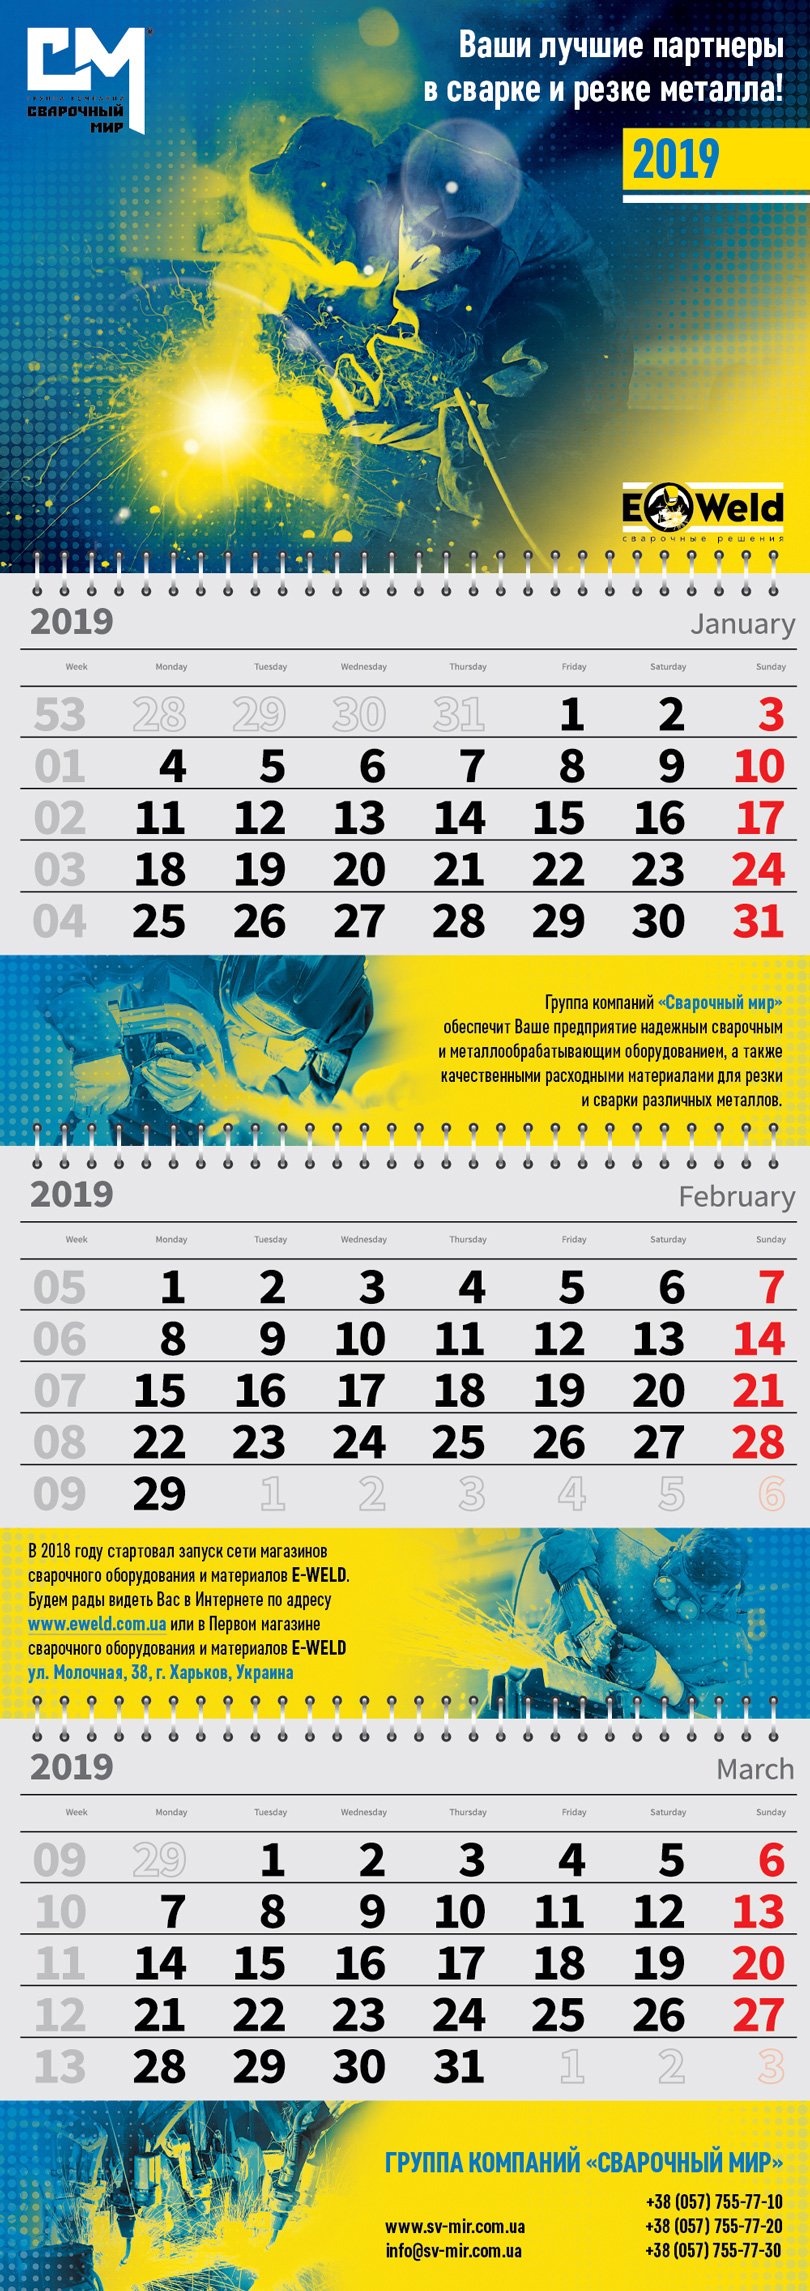 СМ®
ГРУППА КОМПАНИЙ
СВАРОЧНЫЙ
МИР
Ваши лучшие партнеры
в сварке и резке металла!
2019
E Weld
сварочные решения
2019 January
Week Monday Tuesday Wednesday Thursday Friday Saturday Sunday
53 28 29 30 31 1 2 3
01 4 5 6 7 8 9 10
02 11 12 13 14 15 16 17
03 18 19 20 21 22 23 24
04 25 26 27 28 29 30 31
Группа компаний «Сварочный мир»
обеспечит Ваше предприятие надежным сварочным
и металлообрабатывающим оборудованием, а также
качественными расходными материалами для резки
и сварки различных металлов.
2019 February
Week Monday Tuesday Wednesday Thursday Friday Saturday Sunday
05 1 2 3 4 5 6 7
06 8 9 10 11 12 13 14
07 15 16 17 18 19 20 21
08 22 23 24 25 26 27 28
09 29 1 2 3 4 5 6
В 2018 году стартовал запуск сети магазинов
сварочного оборудования и материалов E-WELD.
Будем рады видеть Вас в Интернете по адресу
www.eweld.com.ua или в Первом магазине
сварочного оборудования и материалов E-WELD
ул. Молочная, 38, г. Харьков, Украина
2019 March
Week Monday Tuesday Wednesday Thursday Friday Saturday Sunday
09 29 1 2 3 4 5 6
10 7 8 9 10 11 12 13
11 14 15 16 17 18 19 20
12 21 22 23 24 25 26 27
13 28 29 30 31 1 2 3
ГРУППА КОМПАНИЙ «СВАРОЧНЫЙ МИР»
+38 (057) 755-77-10
www.sv-mir.com.ua +38 (057) 755-77-20
info@sv-mir.com.ua +38 (057) 755-77-30